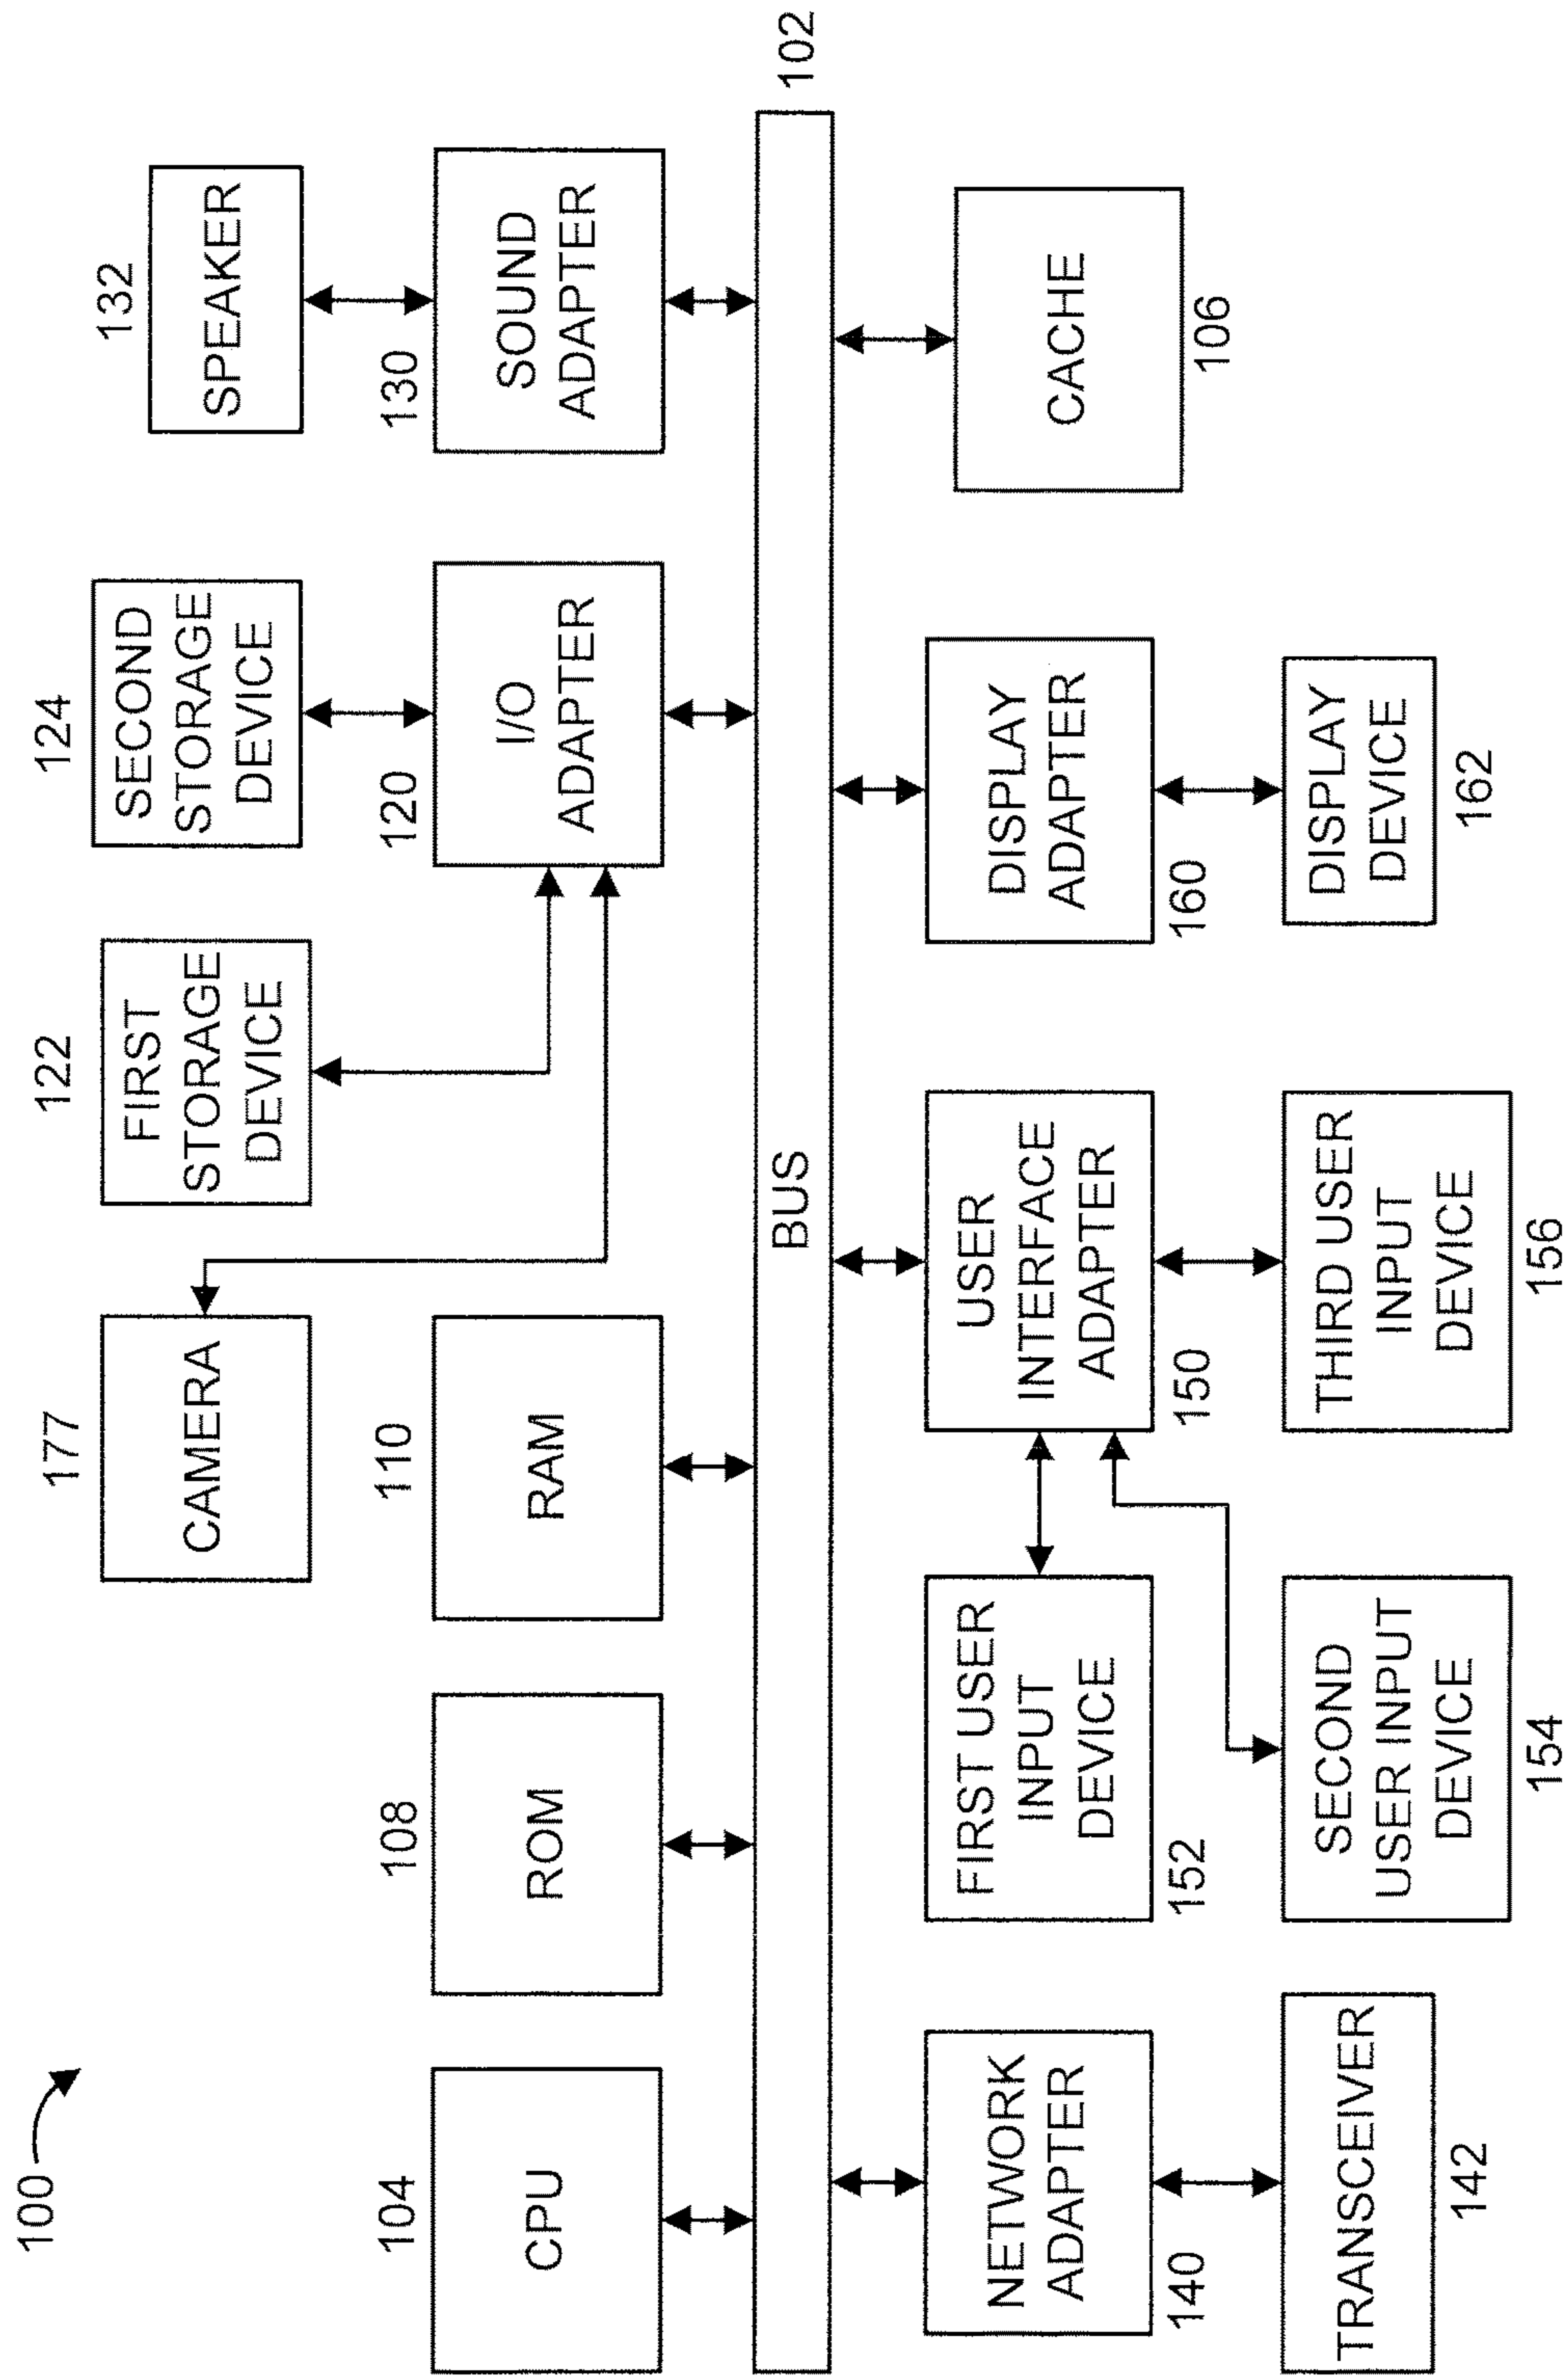 100
177
CAMERA
122
FIRST
STORAGE
DEVICE
124
SECOND
STORAGE
DEVICE
132
SPEAKER
104
CPU
108
ROM
110
RAM
120
I/O
ADAPTER
130
SOUND
ADAPTER
BUS
102
NETWORK
ADAPTER
140
FIRST USER
INPUT
DEVICE
152
USER
INTERFACE
ADAPTER
150
DISPLAY
ADAPTER
160
CACHE
106
TRANSCEIVER
142
SECOND
USER INPUT
DEVICE
154
THIRD USER
INPUT
DEVICE
156
DISPLAY
DEVICE
162